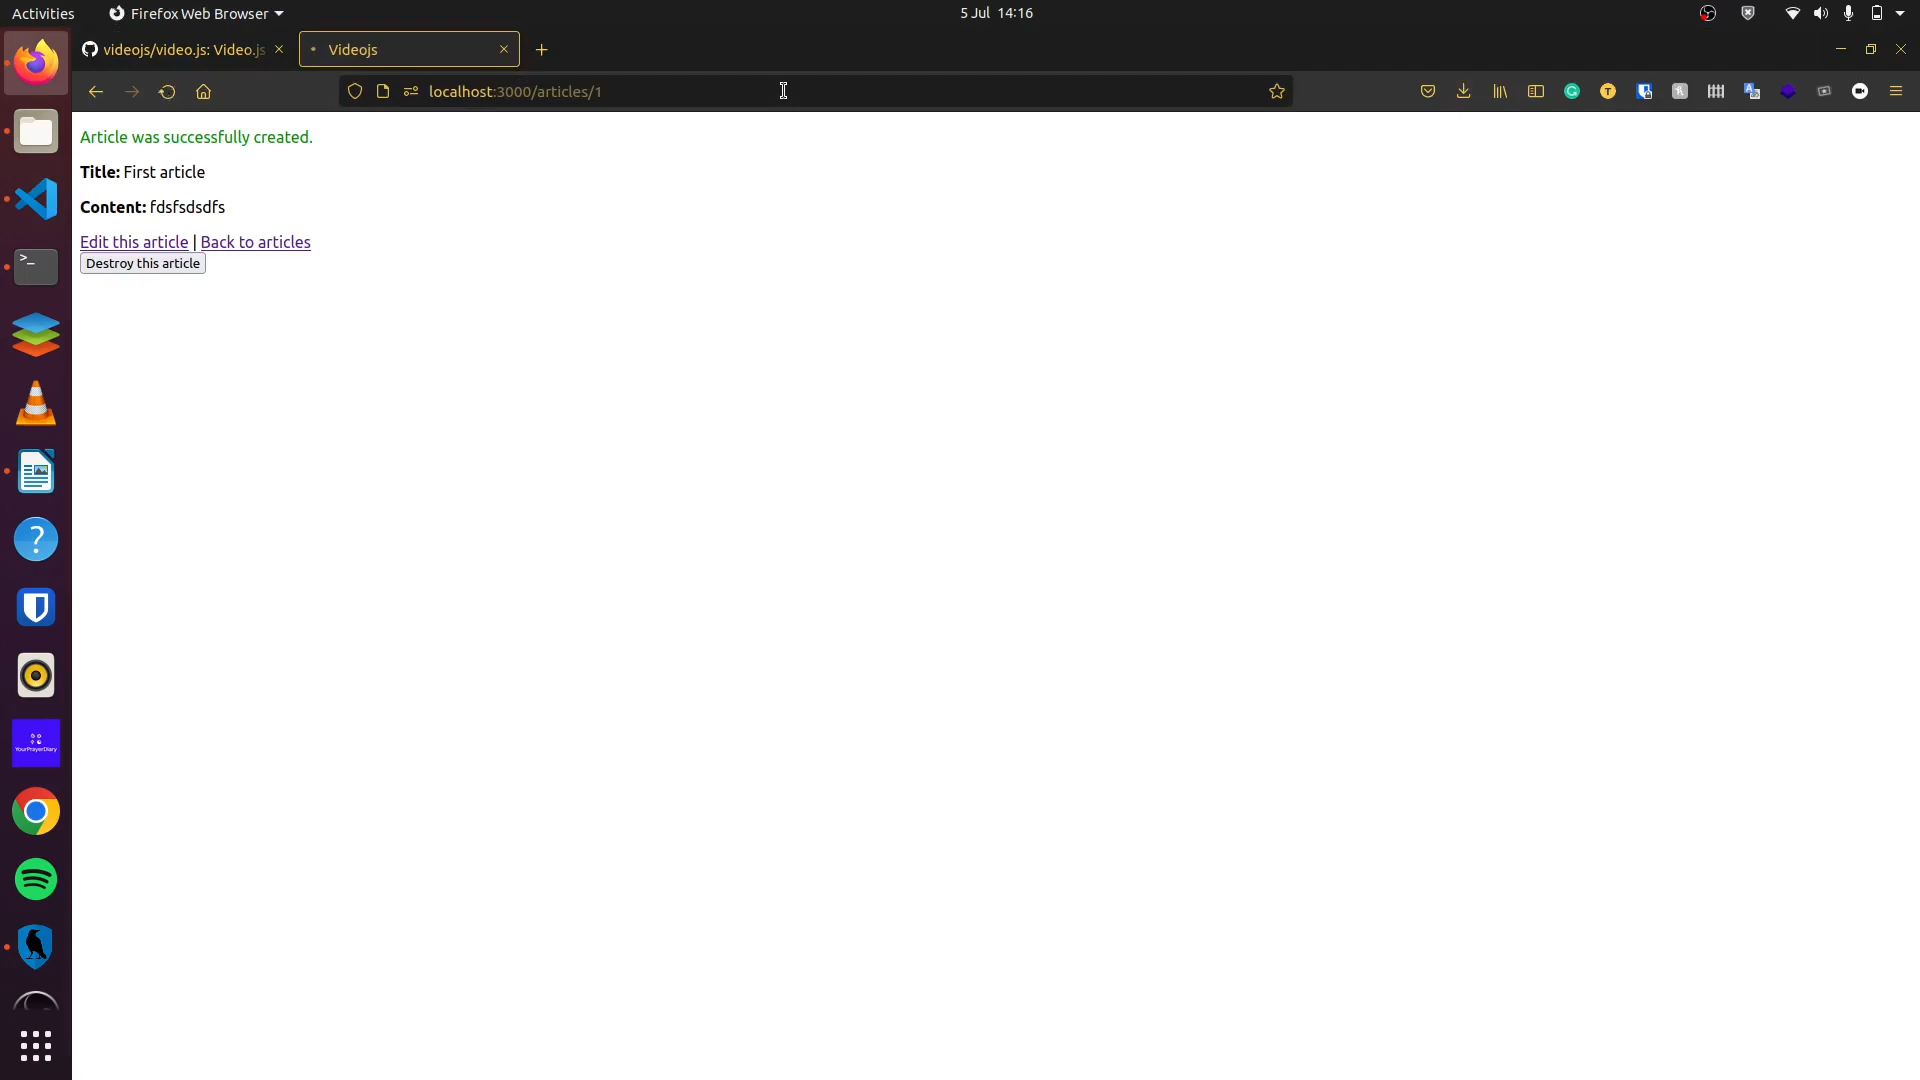 Activities
Firefox Web Browser
5 Jul 14:16
videojs/video.js: Video.js
Videojs
localhost:3000/articles/1
Article was successfully created.
Title: First article
Content: fdsfsdsdfs
Edit this article | Back to articles
Destroy this article
YourPrayerDiary